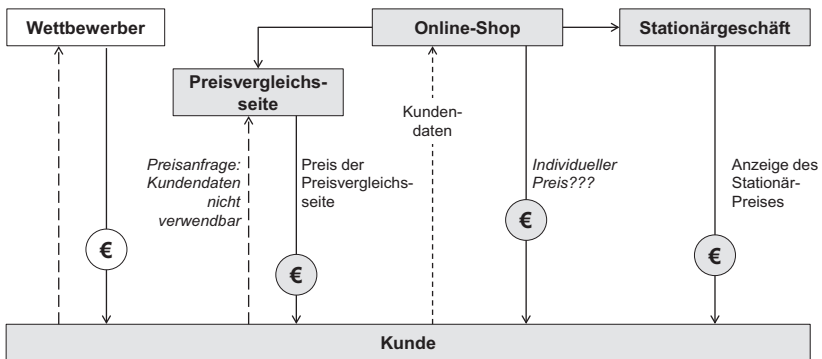 Wettbewerber
Online-Shop
Stationärgeschäft
Preisvergleichs-
seite
Kunden-
daten
Preisanfrage:
Kundendaten
nicht
verwendbar
Preis der
Preisvergleichs-
seite
Individueller
Preis???
Anzeige des
Stationär-
Preises
€
€
€
€
Kunde